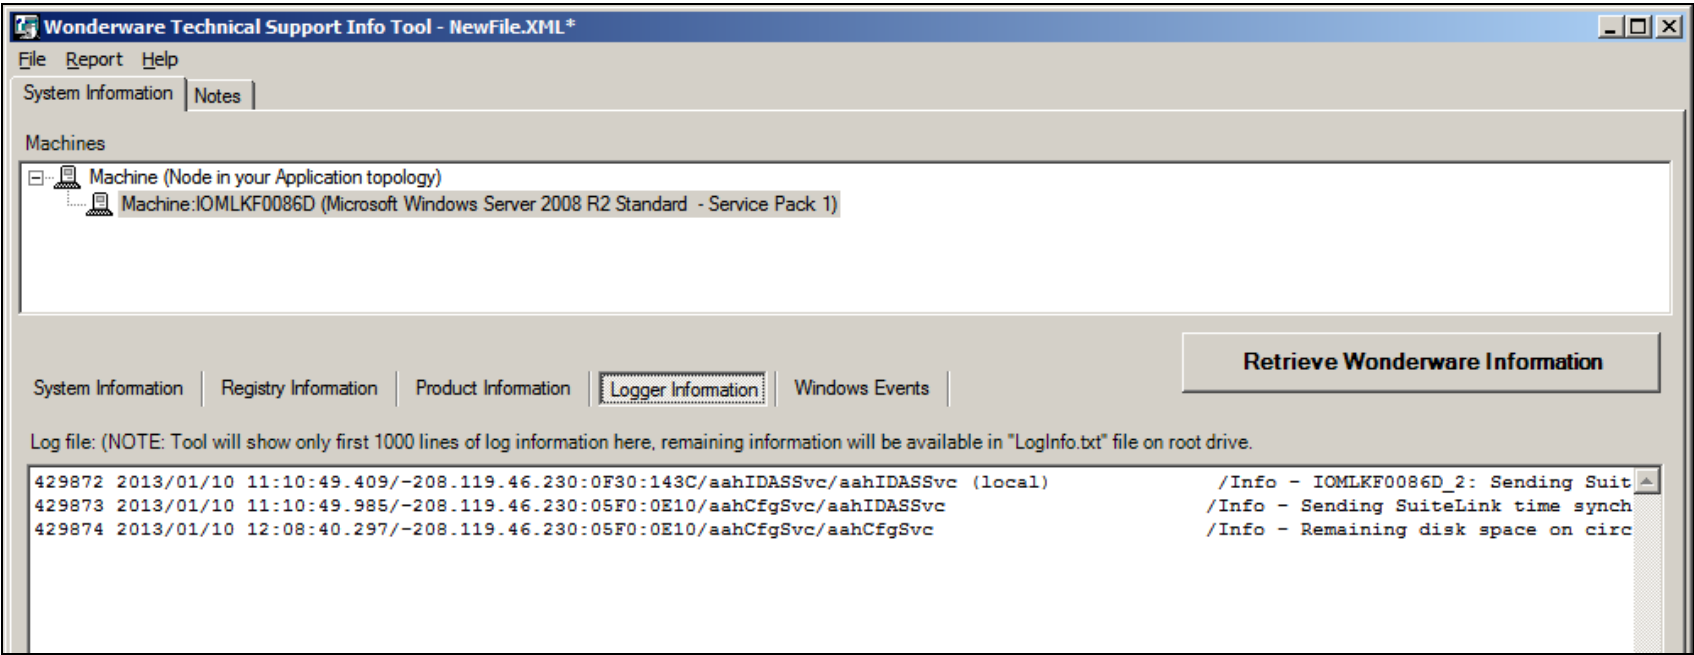 Wonderware Technical Support Info Tool - NewFile.XML*
File Report Help
System Information Notes
Machines
Machine (Node in your Application topology)
Machine:IOMLKF0086D (Microsoft Windows Server 2008 R2 Standard - Service Pack 1)
Retrieve Wonderware Information
System Information Registry Information Product Information Logger Information Windows Events
Log file: (NOTE: Tool will show only first 1000 lines of log information here, remaining information will be available in "LogInfo.txt" file on root drive.
429872 2013/01/10 11:10:49.409/-208.119.46.230:0F30:143C/aahIDASSvc/aahIDASSvc (local) /Info - IOMLKF0086D_2: Sending Suit
429873 2013/01/10 11:10:49.985/-208.119.46.230:05F0:0E10/aahCfgSvc/aahIDASSvc /Info - Sending SuiteLink time synch
429874 2013/01/10 12:08:40.297/-208.119.46.230:05F0:0E10/aahCfgSvc/aahCfgSvc /Info - Remaining disk space on circ